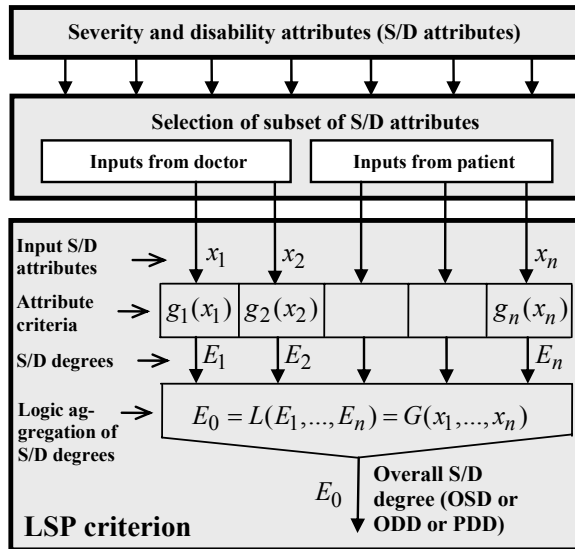 Severity and disability attributes (S/D attributes)
Selection of subset of S/D attributes
Inputs from doctor
Inputs from patient
Input S/D
attributes
x1
x2
xn
Attribute
criteria
g1(x1)
g2(x2)
gn(xn)
S/D degrees
E1
E2
En
Logic ag-
gregation of
S/D degrees
E0 = L(E1,...,En) = G(x1,...,xn)
E0
Overall S/D
degree (OSD or
ODD or PDD)
LSP criterion